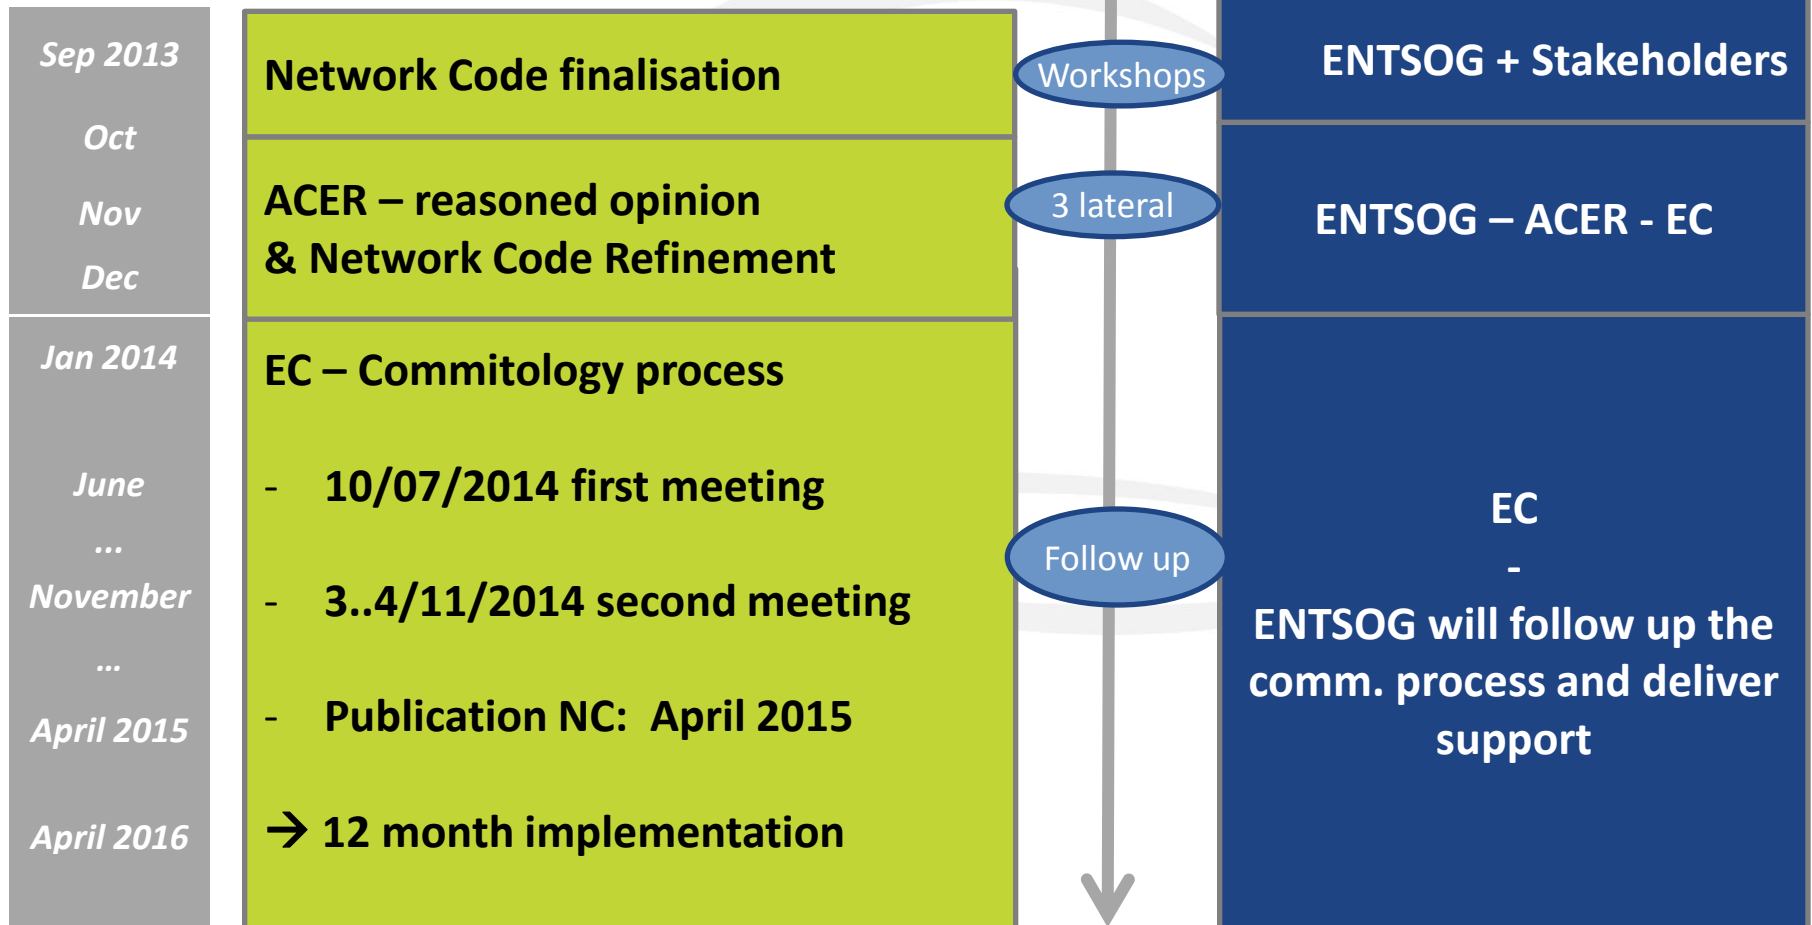 Sep 2013
Oct
Nov
Dec
Jan 2014
June
...
November
...
April 2015
April 2016
Network Code finalisation
ACER – reasoned opinion
& Network Code Refinement
EC – Commitology process
- 10/07/2014 first meeting
- 3..4/11/2014 second meeting
- Publication NC: April 2015
→ 12 month implementation
Workshops
3 lateral
Follow up
ENTSOG + Stakeholders
ENTSOG – ACER - EC
EC
-
ENTSOG will follow up the
comm. process and deliver
support